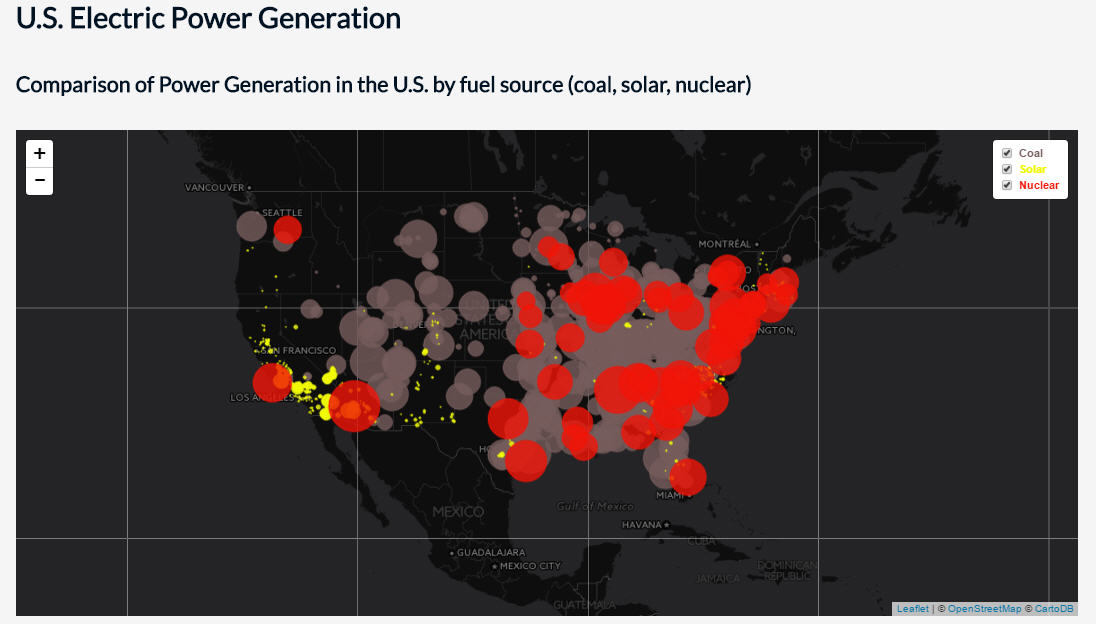 U.S. Electric Power Generation
Comparison of Power Generation in the U.S. by fuel source (coal, solar, nuclear)
+
−
Coal
Solar
Nuclear
VANCOUVER
SEATTLE
MONTRÉAL
UNITED
STATES
AMERIC
NGTON,
SAN FRANCISCO
LOS ANGELES
MIAMI
Gulf of Mexico
MEXICO
HAVANA
CUBA
GUADALAJARA
MEXICO CITY
DOMINICAN
REPUBLIC
JAMAICA
GUATEMALA
Leaflet | © OpenStreetMap © CartoDB